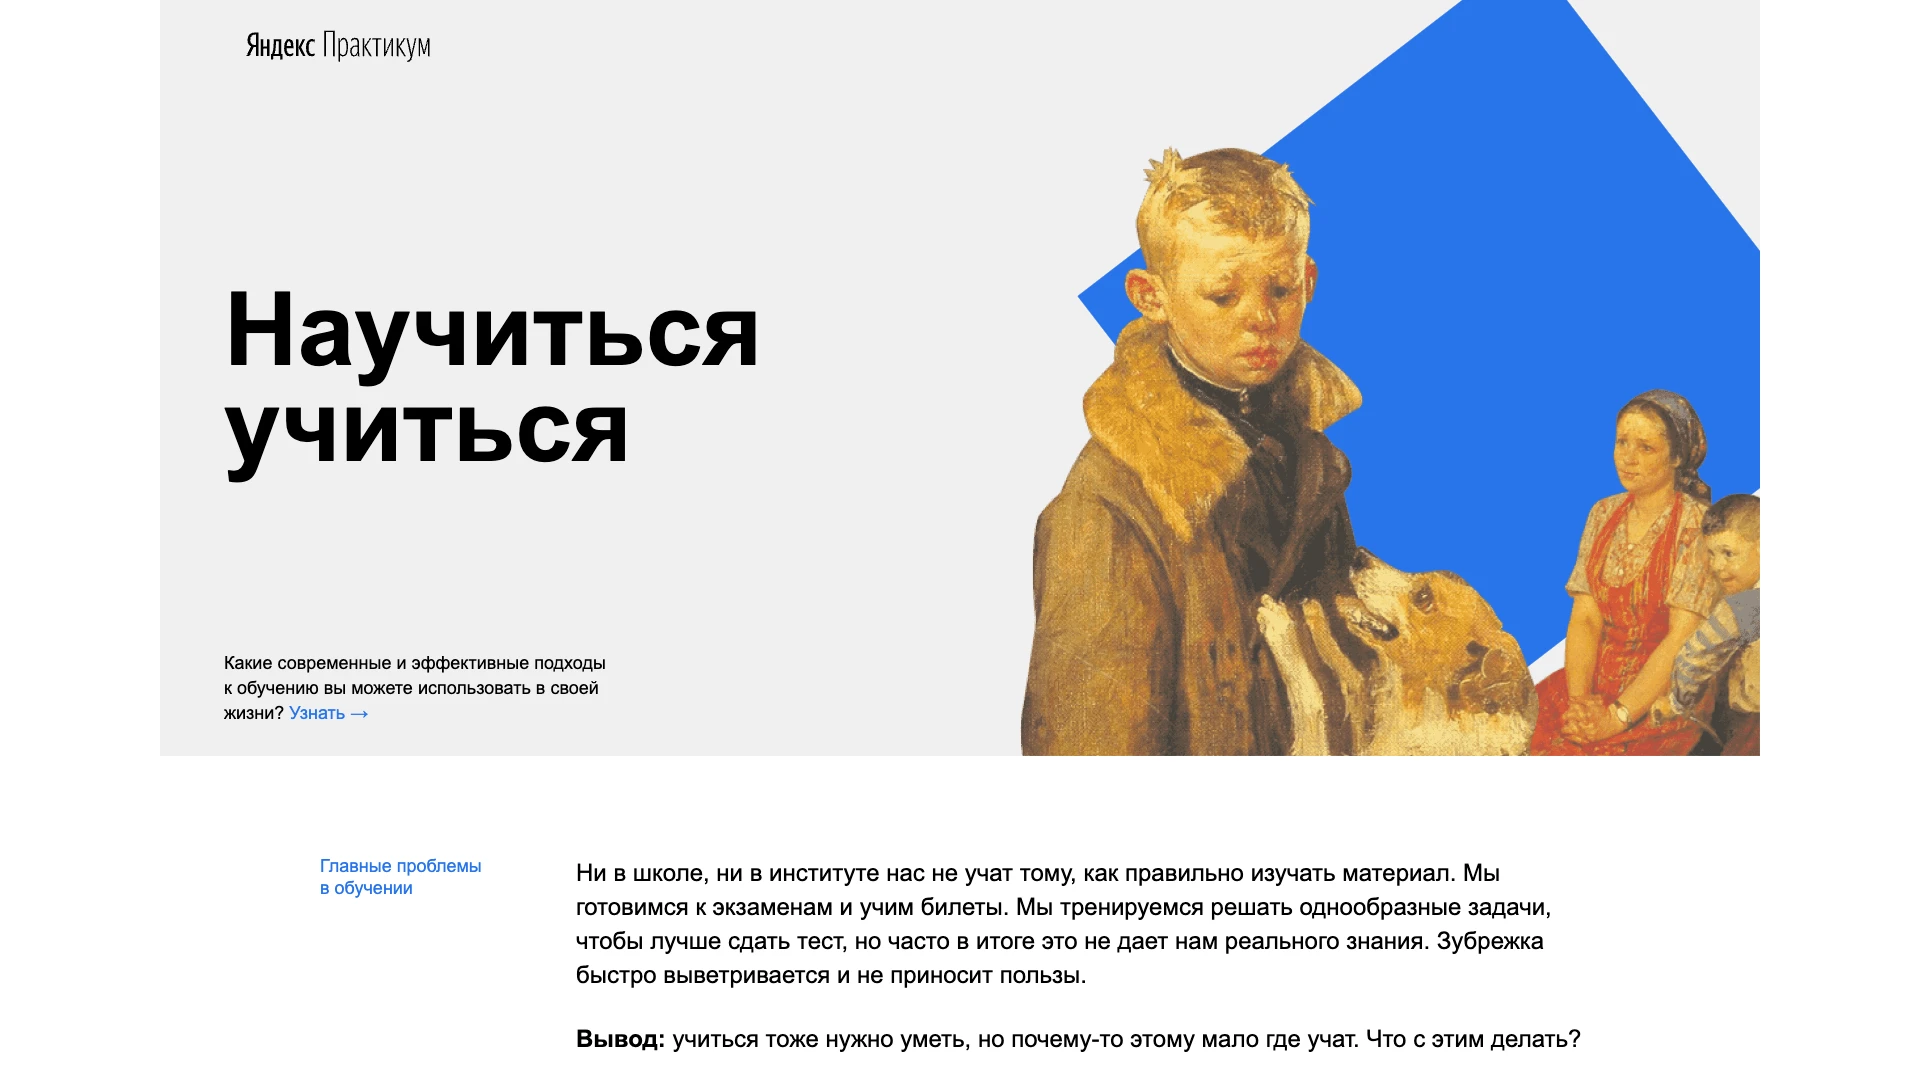 Яндекс Практикум
Научиться
учиться
Какие современные и эффективные подходы
к обучению вы можете использовать в своей
жизни? Узнать →
Главные проблемы
в обучении
Ни в школе, ни в институте нас не учат тому, как правильно изучать материал. Мы
готовимся к экзаменам и учим билеты. Мы тренируемся решать однообразные задачи,
чтобы лучше сдать тест, но часто в итоге это не дает нам реального знания. Зубрежка
быстро выветривается и не приносит пользы.
Вывод: учиться тоже нужно уметь, но почему-то этому мало где учат. Что с этим делать?